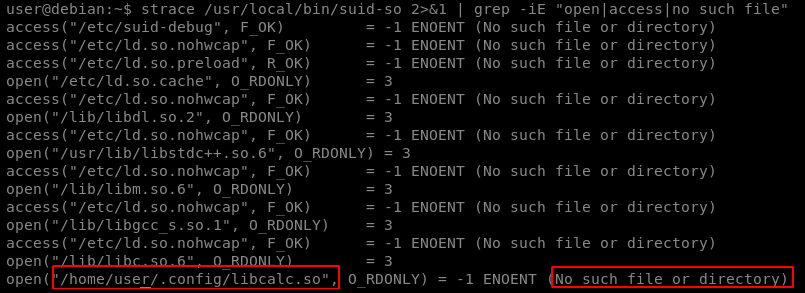 user@debian:~$ strace /usr/local/bin/suid-so 2>&1 | grep -iE "open|access|no such file"
access("/etc/suid-debug", F_OK)         = -1 ENOENT (No such file or directory)
access("/etc/ld.so.nohwcap", F_OK)      = -1 ENOENT (No such file or directory)
access("/etc/ld.so.preload", R_OK)      = -1 ENOENT (No such file or directory)
open("/etc/ld.so.cache", O_RDONLY)      = 3
access("/etc/ld.so.nohwcap", F_OK)      = -1 ENOENT (No such file or directory)
open("/lib/libdl.so.2", O_RDONLY)       = 3
access("/etc/ld.so.nohwcap", F_OK)      = -1 ENOENT (No such file or directory)
open("/usr/lib/libstdc++.so.6", O_RDONLY) = 3
access("/etc/ld.so.nohwcap", F_OK)      = -1 ENOENT (No such file or directory)
open("/lib/libm.so.6", O_RDONLY)        = 3
access("/etc/ld.so.nohwcap", F_OK)      = -1 ENOENT (No such file or directory)
open("/lib/libgcc_s.so.1", O_RDONLY)    = 3
access("/etc/ld.so.nohwcap", F_OK)      = -1 ENOENT (No such file or directory)
open("/lib/libc.so.6", O_RDONLY)        = 3
open("/home/user/.config/libcalc.so", O_RDONLY) = -1 ENOENT (No such file or directory)